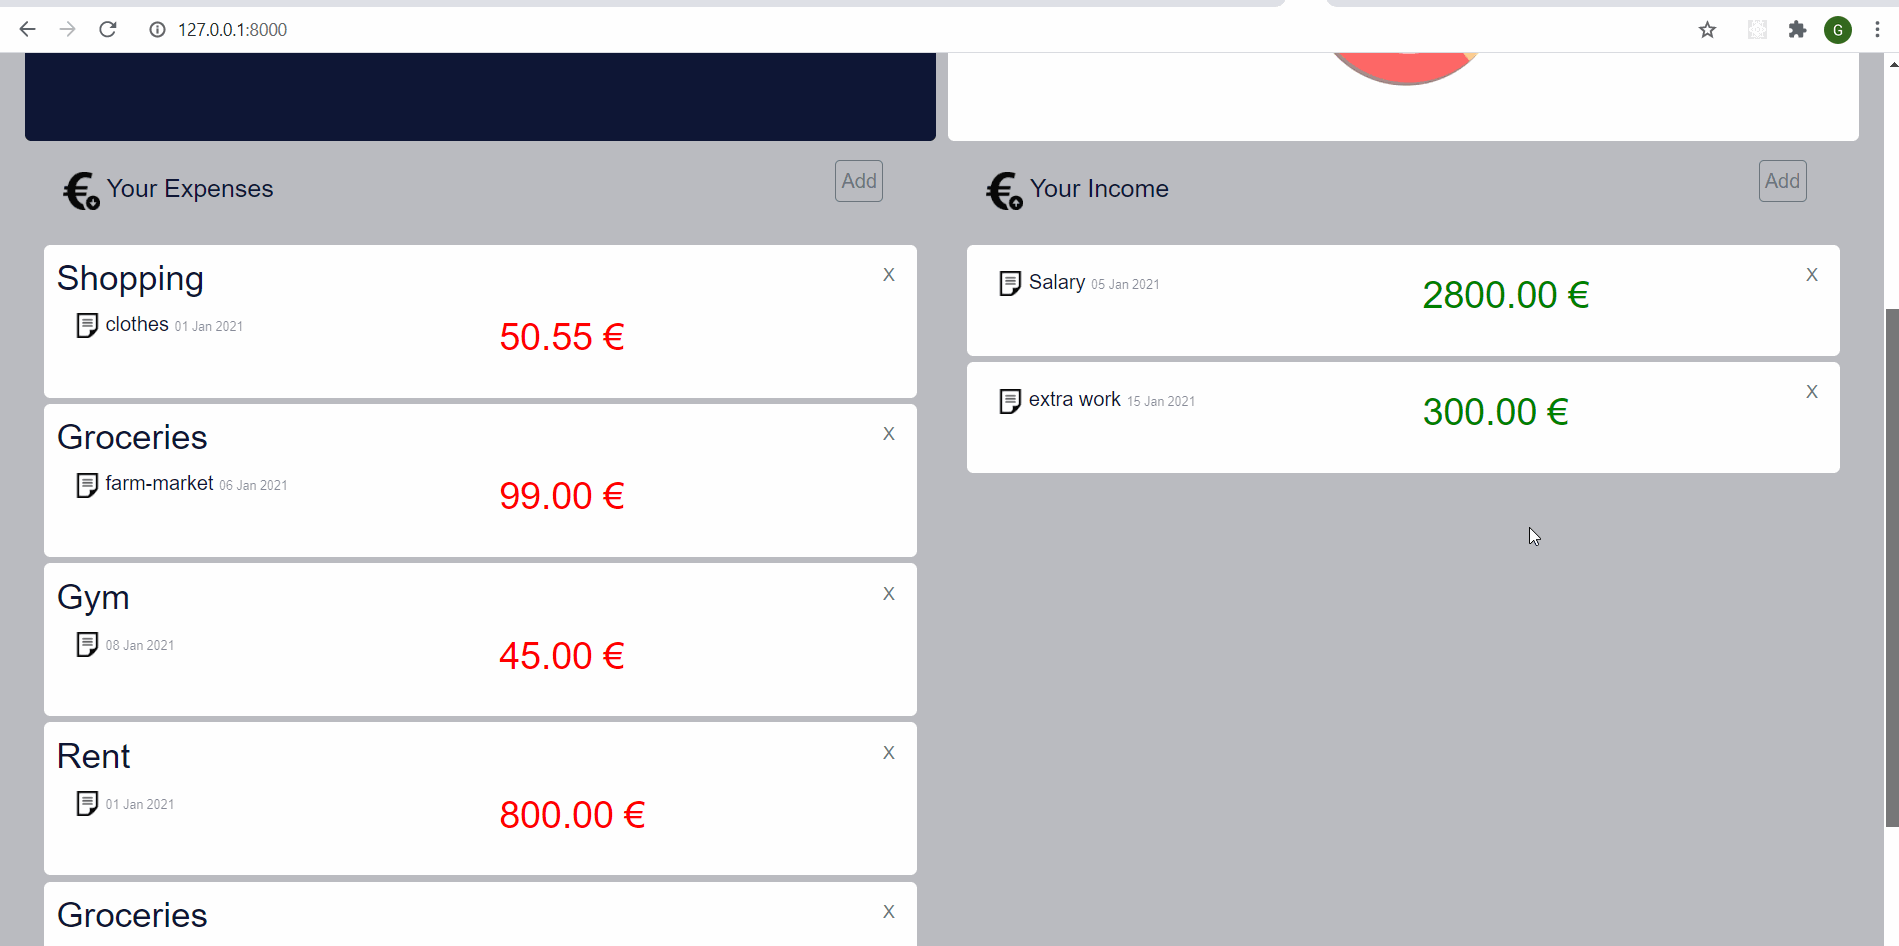 127.0.0.1:8000
G
Your Expenses
Add
Shopping
X
clothes 01 Jan 2021
50.55 €
Groceries
X
farm-market 06 Jan 2021
99.00 €
Gym
X
08 Jan 2021
45.00 €
Rent
X
01 Jan 2021
800.00 €
Groceries
X
Your Income
Add
Salary 05 Jan 2021
2800.00 €
X
extra work 15 Jan 2021
300.00 €
X